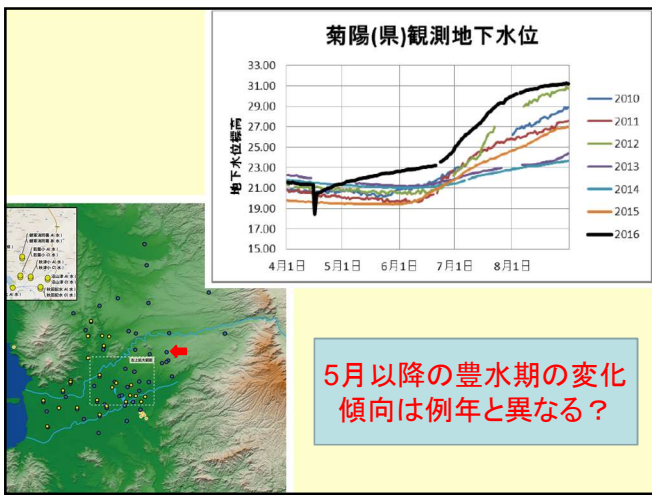 菊陽(県)観測地下水位
地下水位標高
33.00
31.00
29.00
27.00
25.00
23.00
21.00
19.00
17.00
15.00
4月1日
5月1日
6月1日
7月1日
8月1日
2010
2011
2012
2013
2014
2015
2016
5月以降の豊水期の変化
傾向は例年と異なる？